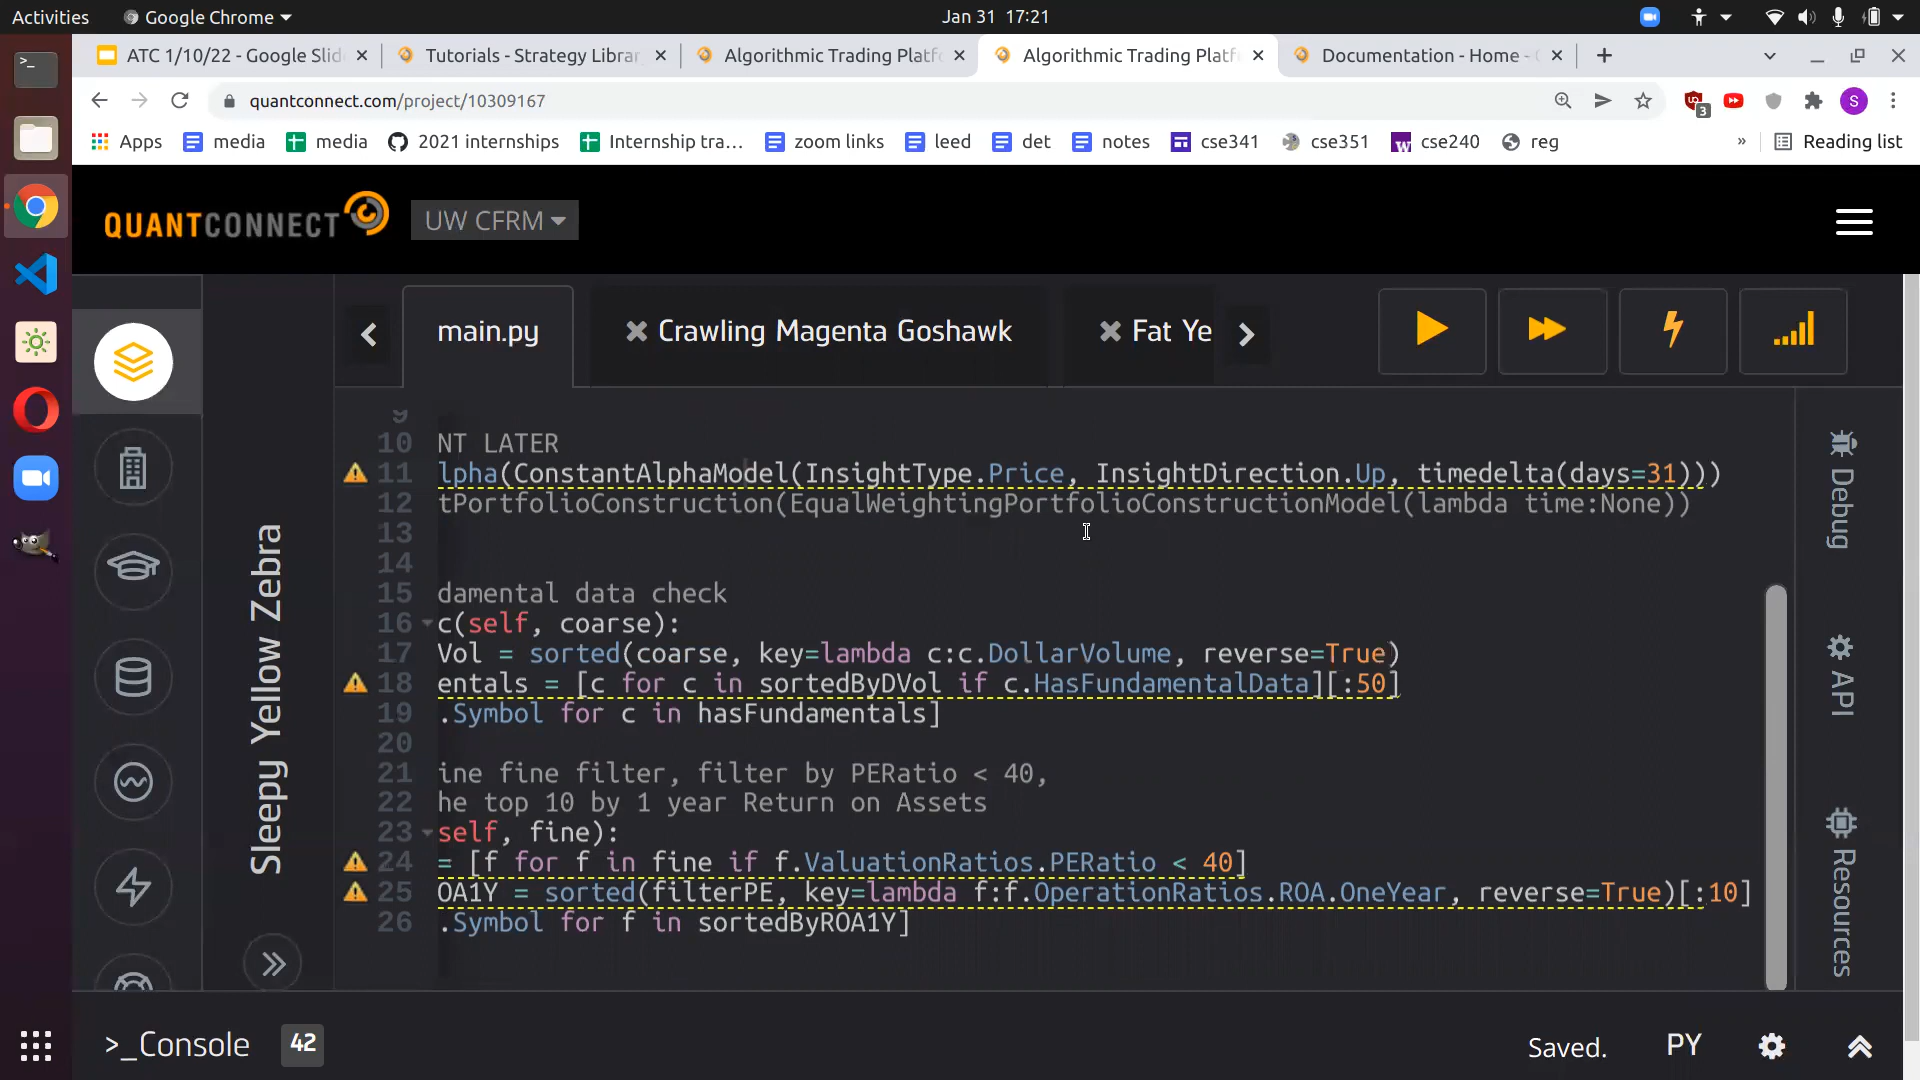 Activities
Google Chrome
Jan 31 17:21
ATC 1/10/22 - Google Slid
Tutorials - Strategy Librar
Algorithmic Trading Platf
Algorithmic Trading Platf
Documentation - Home -
quantconnect.com/project/10309167
3
S
Apps
media
media
2021 internships
Internship tra...
zoom links
leed
det
notes
cse341
cse351
cse240
reg
»
Reading list
QUANTCONNECT
UW CFRM
main.py
Crawling Magenta Goshawk
Fat Ye
Sleepy Yellow Zebra
9
10 NT LATER
11 lpha(ConstantAlphaModel(InsightType.Price, InsightDirection.Up, timedelta(days=31)))
12 tPortfolioConstruction(EqualWeightingPortfolioConstructionModel(lambda time:None))
13
14
15 damental data check
16 c(self, coarse):
17 Vol = sorted(coarse, key=lambda c:c.DollarVolume, reverse=True)
18 entals = [c for c in sortedByDVol if c.HasFundamentalData][:50]
19 .Symbol for c in hasFundamentals]
20
21 ine fine filter, filter by PERatio < 40,
22 he top 10 by 1 year Return on Assets
23 self, fine):
24 = [f for f in fine if f.ValuationRatios.PERatio < 40]
25 OA1Y = sorted(filterPE, key=lambda f:f.OperationRatios.ROA.OneYear, reverse=True)[:10]
26 .Symbol for f in sortedByROA1Y]
Debug
API
Resources
>_Console
42
Saved.
PY